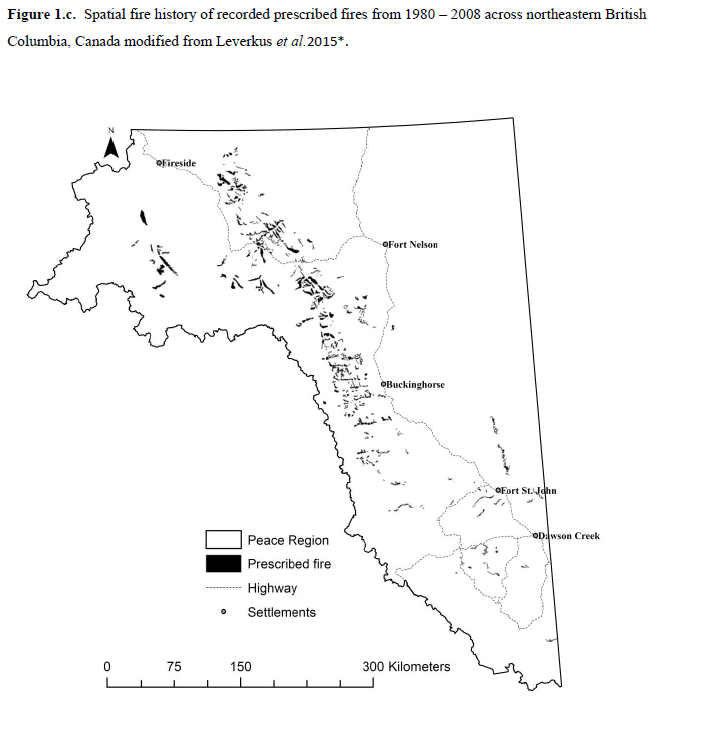 Figure 1.c. Spatial fire history of recorded prescribed fires from 1980 – 2008 across northeastern British
Columbia, Canada modified from Leverkus et al.2015*.
N
Fireside
Fort Nelson
Buckinghorse
Fort St. John
Dawson Creek
Peace Region
Prescribed fire
Highway
Settlements
0 75 150 300 Kilometers